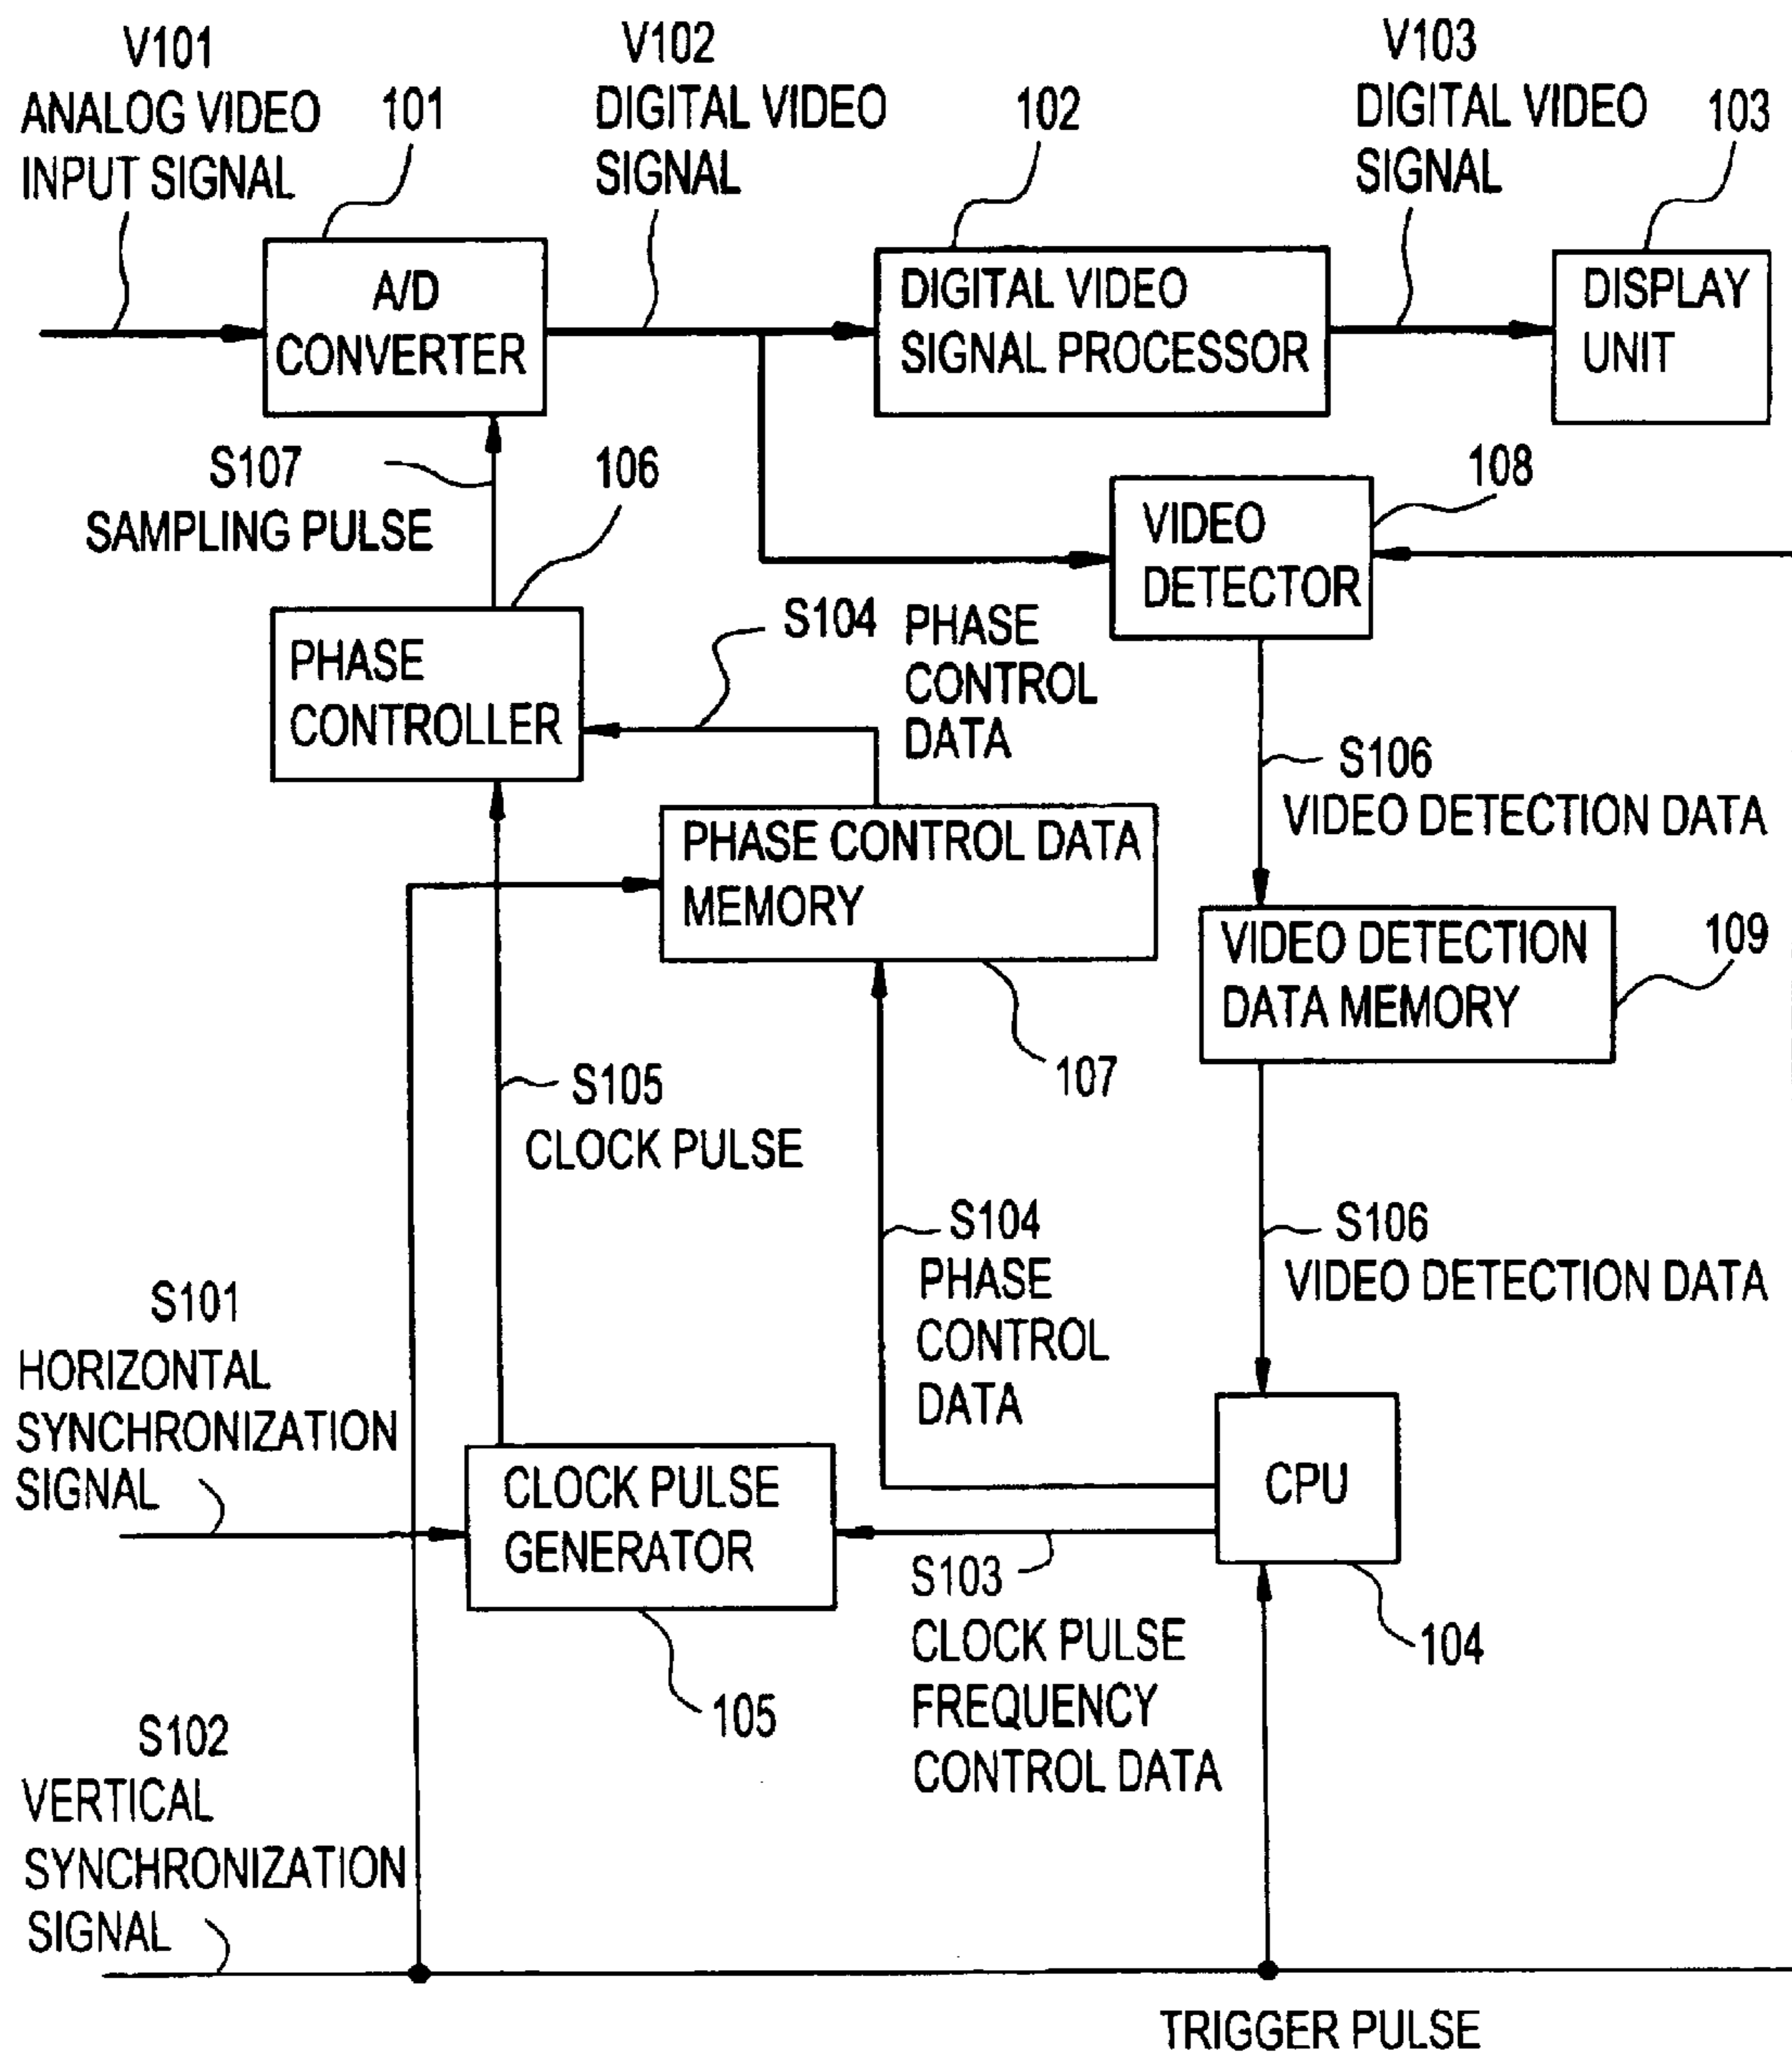 V101
ANALOG VIDEO
INPUT SIGNAL
101
V102
DIGITAL VIDEO
SIGNAL
102
V103
DIGITAL VIDEO
SIGNAL
103
A/D
CONVERTER
DIGITAL VIDEO
SIGNAL PROCESSOR
DISPLAY
UNIT
S107
SAMPLING PULSE
106
VIDEO
DETECTOR
108
PHASE
CONTROLLER
S104
PHASE
CONTROL
DATA
S106
VIDEO DETECTION DATA
PHASE CONTROL DATA
MEMORY
107
VIDEO DETECTION
DATA MEMORY
109
S105
CLOCK PULSE
S104
PHASE
CONTROL
DATA
S106
VIDEO DETECTION DATA
S101
HORIZONTAL
SYNCHRONIZATION
SIGNAL
CLOCK PULSE
GENERATOR
105
CPU
104
S103
CLOCK PULSE
FREQUENCY
CONTROL DATA
S102
VERTICAL
SYNCHRONIZATION
SIGNAL
TRIGGER PULSE